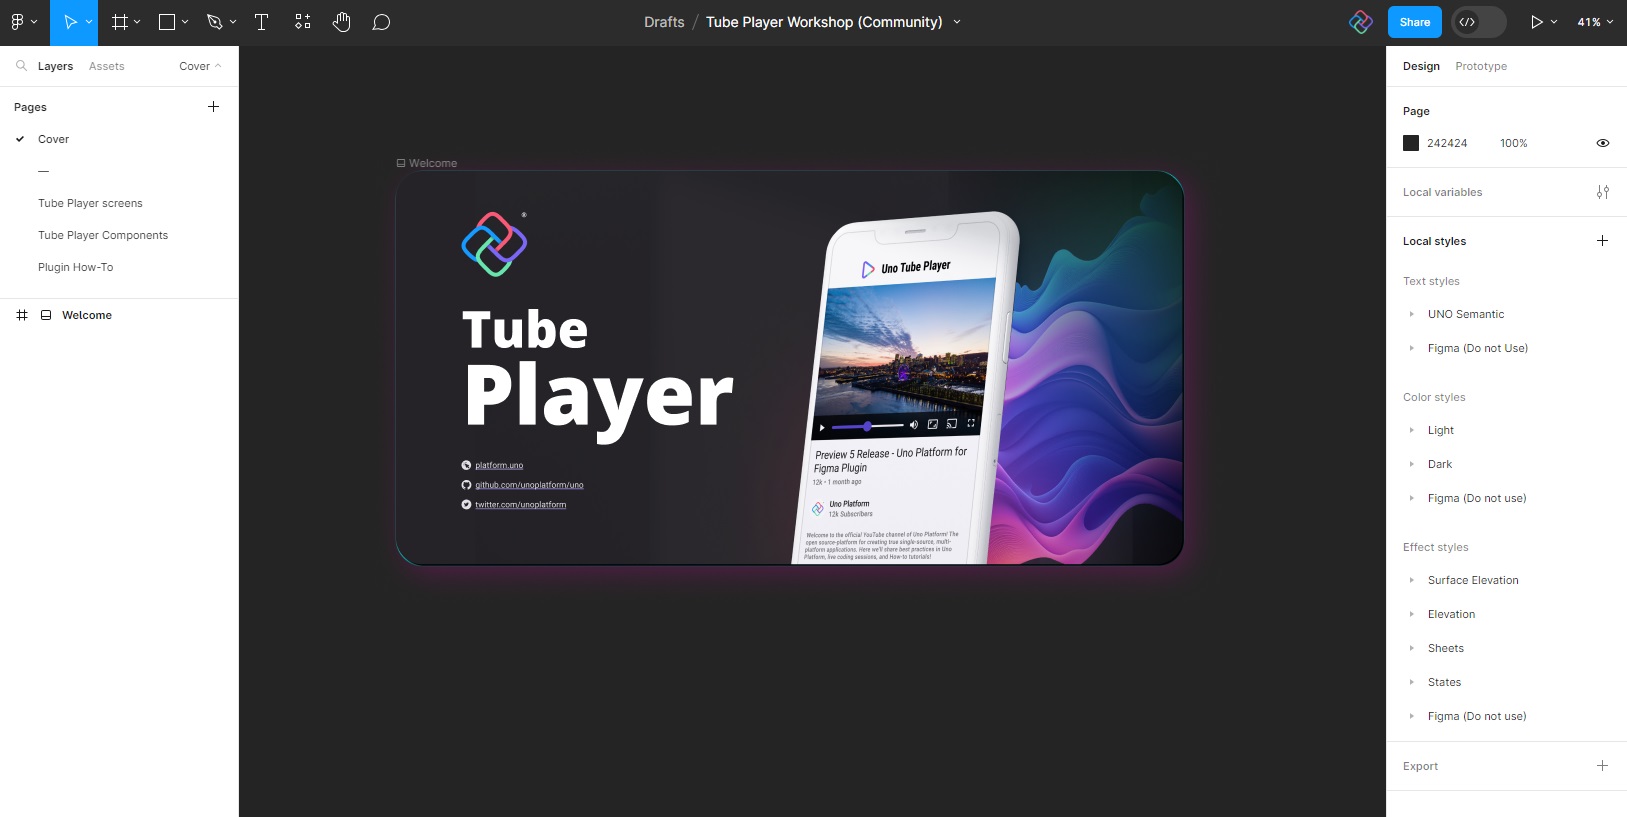 Drafts / Tube Player Workshop (Community)
Share
41%
Layers Assets Cover
Pages
Cover
—
Tube Player screens
Tube Player Components
Plugin How-To
Welcome
Welcome
®
Tube
Player
platform.uno
github.com/unoplatform/uno
twitter.com/unoplatform
Uno Tube Player
Preview 5 Release - Uno Platform for
Figma Plugin
12k • 1 month ago
Uno Platform
12k Subscribers
Welcome to the official YouTube channel of Uno Platform! The
open source-platform for creating true single-source, multi-
platform applications. Here we'll share best practices in Uno
Platform, live coding sessions, and How-to tutorials!
Design Prototype
Page
242424 100%
Local variables
Local styles
Text styles
UNO Semantic
Figma (Do not Use)
Color styles
Light
Dark
Figma (Do not use)
Effect styles
Surface Elevation
Elevation
Sheets
States
Figma (Do not use)
Export